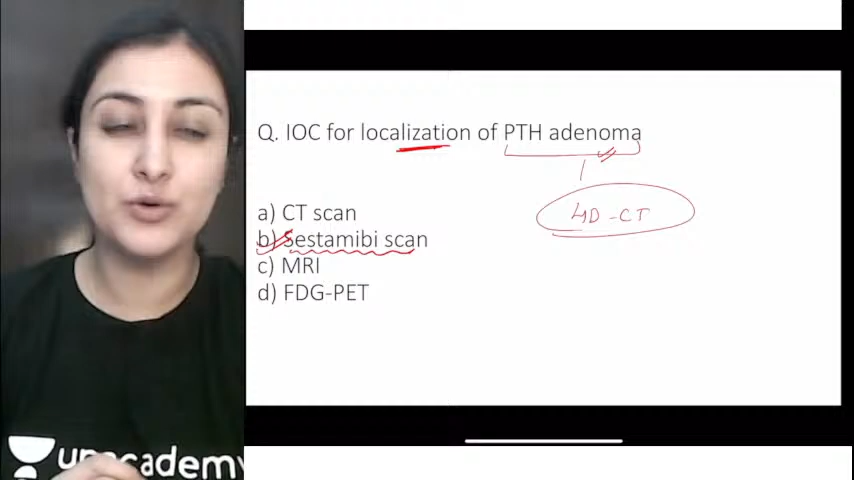 Q. IOC for localization of PTH adenoma
4D-CT
a) CT scan
b) Sestamibi scan
c) MRI
d) FDG-PET
unacademy